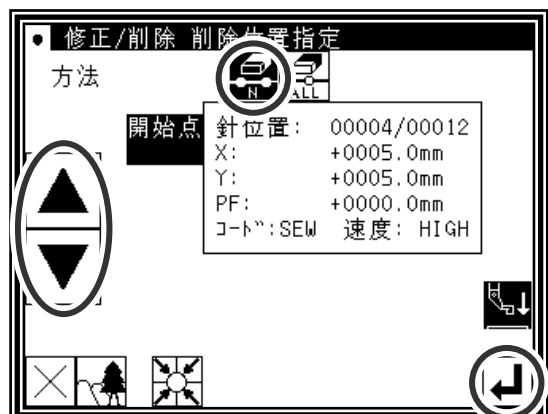 修正/削除 削除位置指定
方法
N
ALL
開始点
針位置: 00004/00012
X: +0005.0mm
Y: +0005.0mm
PF: +0000.0mm
コード:SEW 速度: HIGH